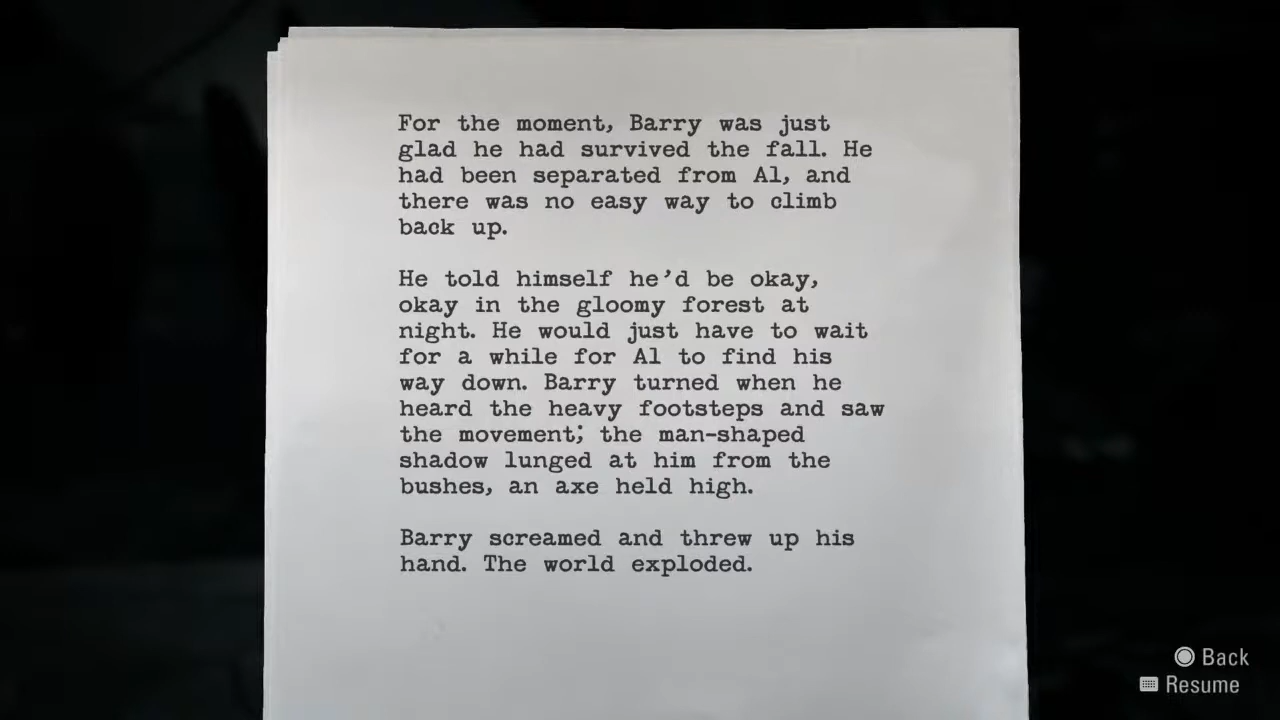 For the moment, Barry was just
glad he had survived the fall. He
had been separated from Al, and
there was no easy way to climb
back up.
He told himself he'd be okay,
okay in the gloomy forest at
night. He would just have to wait
for a while for Al to find his
way down. Barry turned when he
heard the heavy footsteps and saw
the movement; the man-shaped
shadow lunged at him from the
bushes, an axe held high.
Barry screamed and threw up his
hand. The world exploded.
Back
Resume